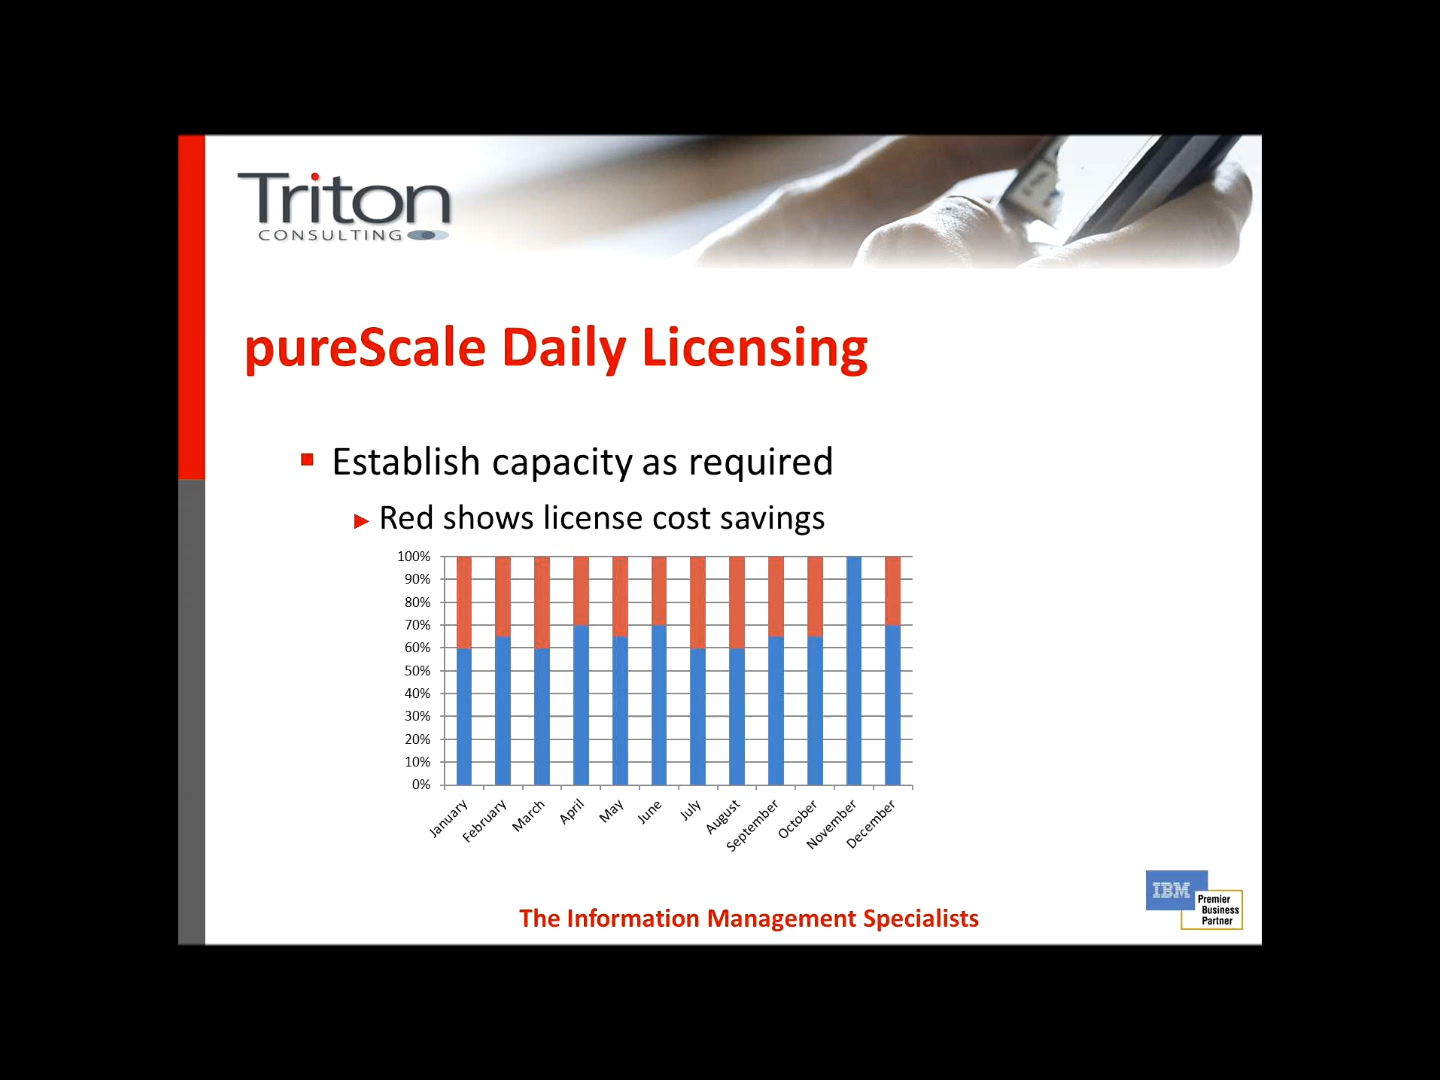 Triton
CONSULTING
pureScale Daily Licensing
Establish capacity as required
Red shows license cost savings
100%
90%
80%
70%
60%
50%
40%
30%
20%
10%
0%
January
February
March
April
May
June
July
August
September
October
November
December
The Information Management Specialists
IBM
Premier
Business
Partner